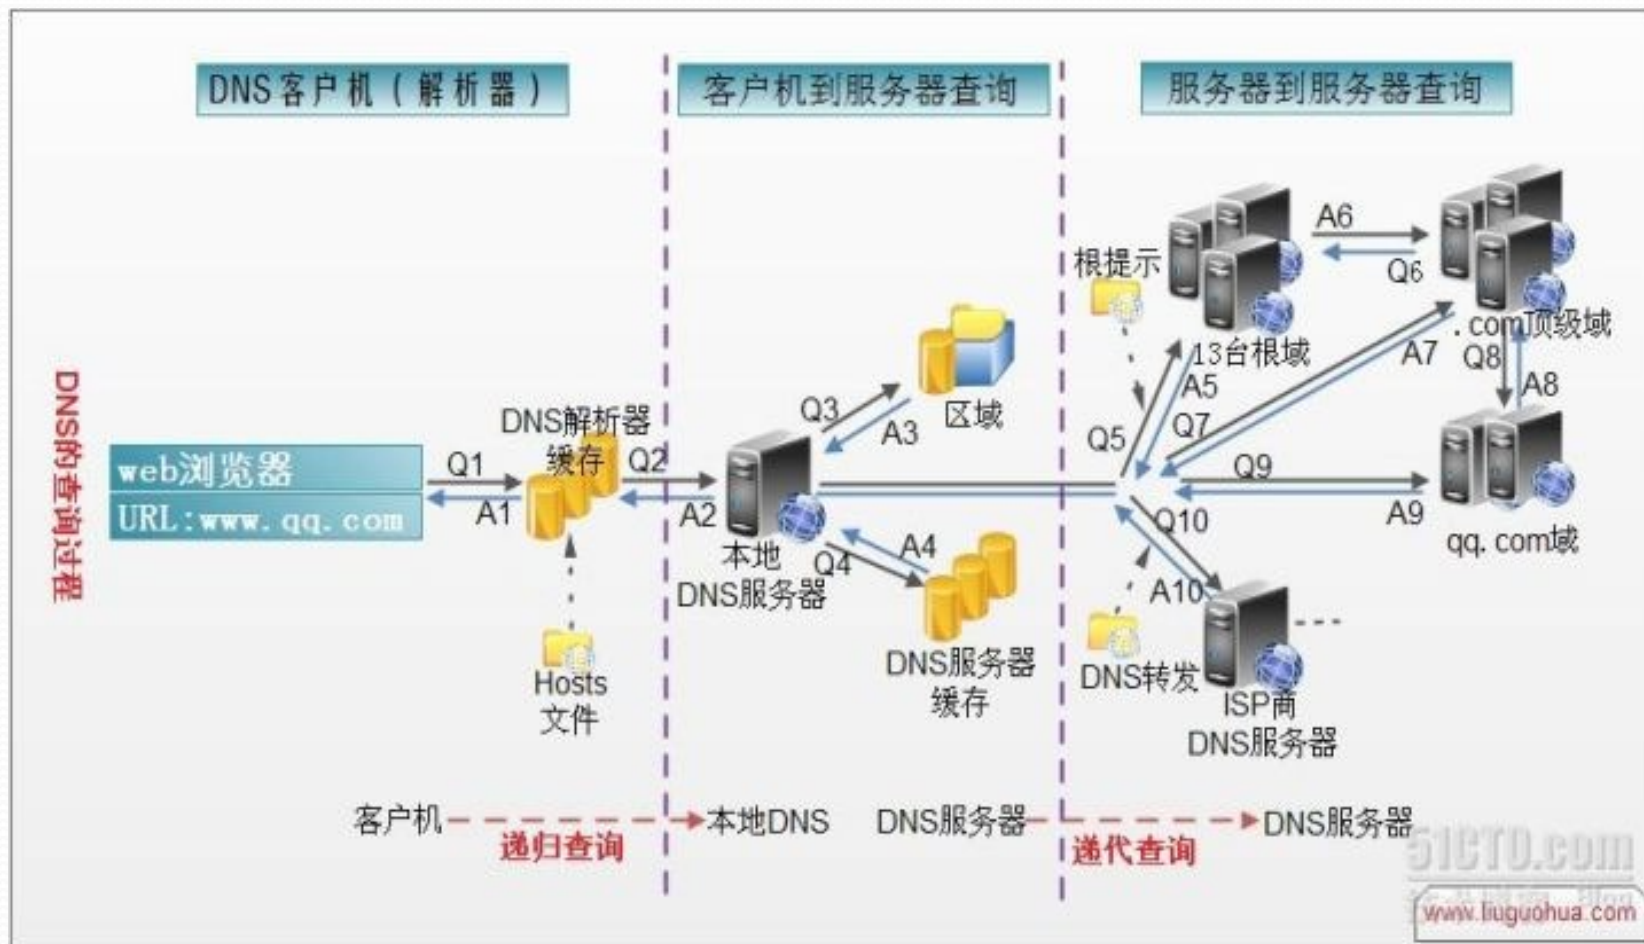 DNS客户机（解析器）
客户机到服务器查询
服务器到服务器查询
DNS的查询过程
web浏览器
URL:www.qq.com
Q1
A1
DNS解析器
缓存
Hosts
文件
Q2
A2
本地
DNS服务器
Q3
A3
区域
Q4
A4
DNS服务器
缓存
根提示
13台根域
A6
Q6
.com顶级域
Q5
A5
Q7
A7
Q8
A8
Q9
A9
qq.com域
Q10
A10
DNS转发
ISP商
DNS服务器
客户机
递归查询
本地DNS
DNS服务器
递代查询
DNS服务器
51CTO.com
Blog
www.liuguohua.com